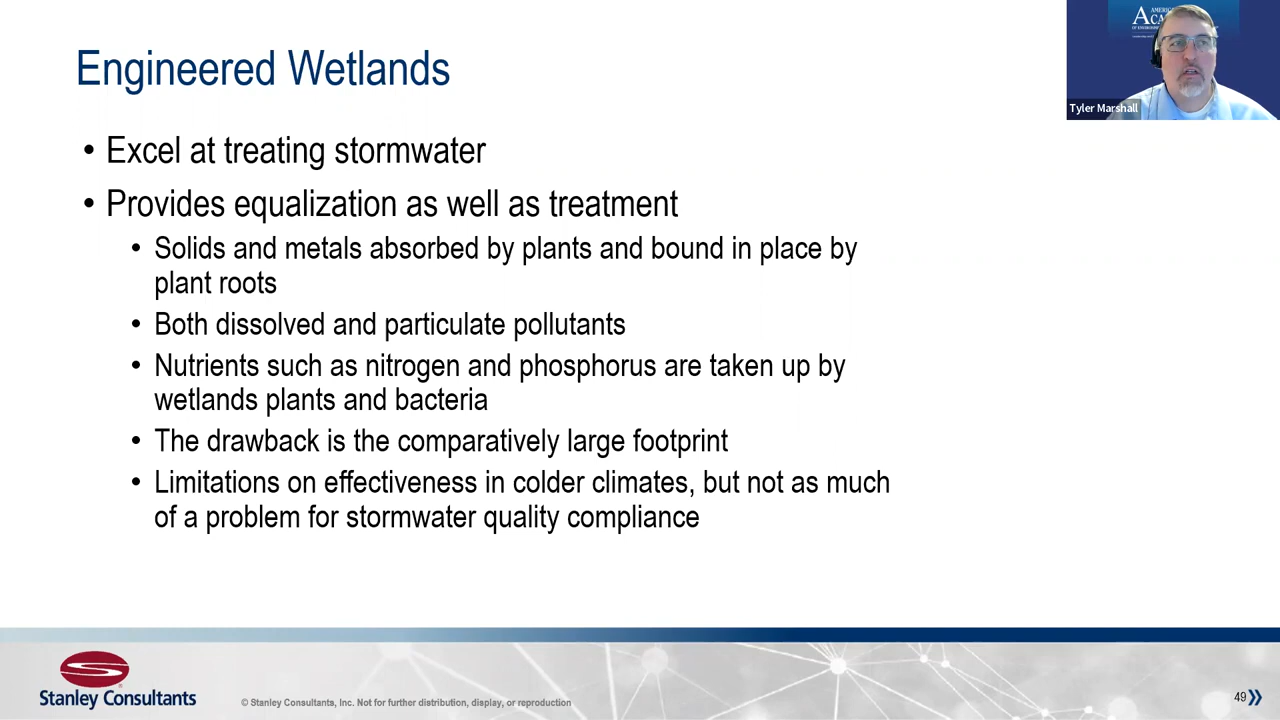 Engineered Wetlands
• Excel at treating stormwater
• Provides equalization as well as treatment
• Solids and metals absorbed by plants and bound in place by
plant roots
• Both dissolved and particulate pollutants
• Nutrients such as nitrogen and phosphorus are taken up by
wetlands plants and bacteria
• The drawback is the comparatively large footprint
• Limitations on effectiveness in colder climates, but not as much
of a problem for stormwater quality compliance
Tyler Marshall
Stanley Consultants
© Stanley Consultants, Inc. Not for further distribution, display, or reproduction
49